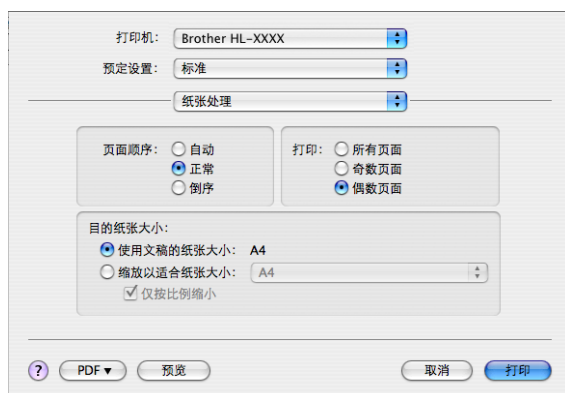 打印机： Brother HL-XXXX
预定设置： 标准
纸张处理
页面顺序： 自动
正常
倒序
打印： 所有页面
奇数页面
偶数页面
目的纸张大小：
使用文稿的纸张大小： A4
缩放以适合纸张大小： A4
仅按比例缩小
? PDF▼ 预览 取消 打印